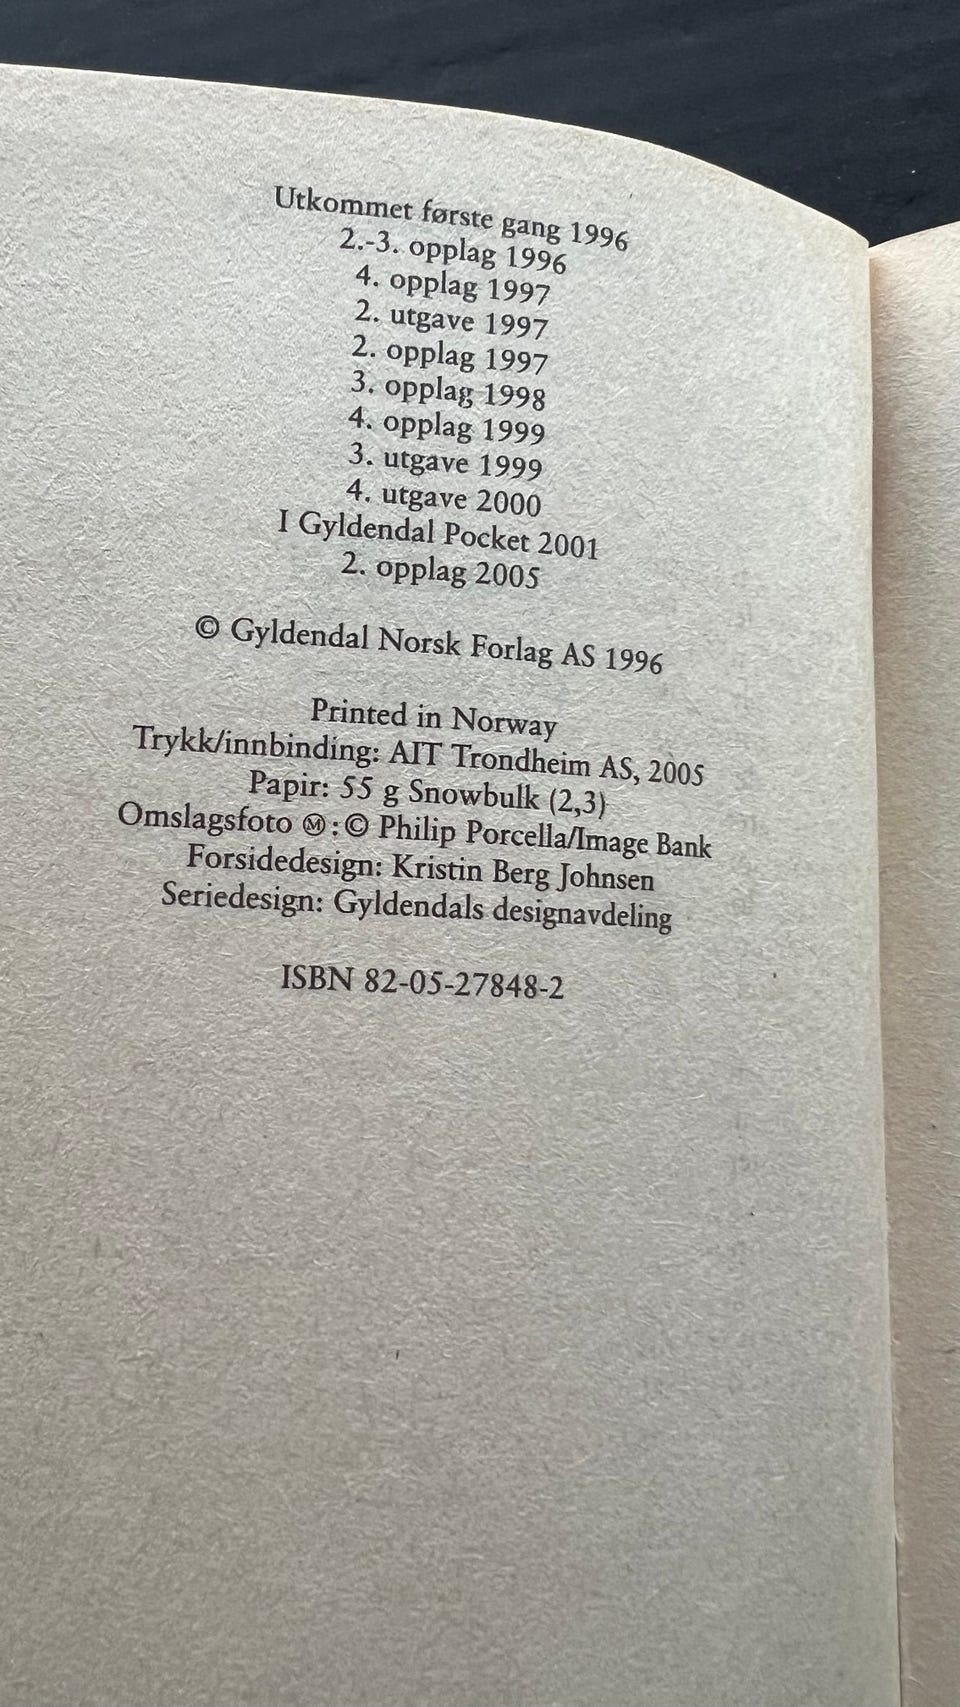 Utkommet første gang 1996
2.-3. opplag 1996
4. opplag 1997
2. utgave 1997
2. opplag 1997
3. opplag 1998
4. opplag 1999
3. utgave 1999
4. utgave 2000
I Gyldendal Pocket 2001
2. opplag 2005
© Gyldendal Norsk Forlag AS 1996
Printed in Norway
Trykk/innbinding: AIT Trondheim AS, 2005
Papir: 55 g Snowbulk (2,3)
Omslagsfoto Ⓜ:© Philip Porcella/Image Bank
Forsidedesign: Kristin Berg Johnsen
Seriedesign: Gyldendals designavdeling
ISBN 82-05-27848-2